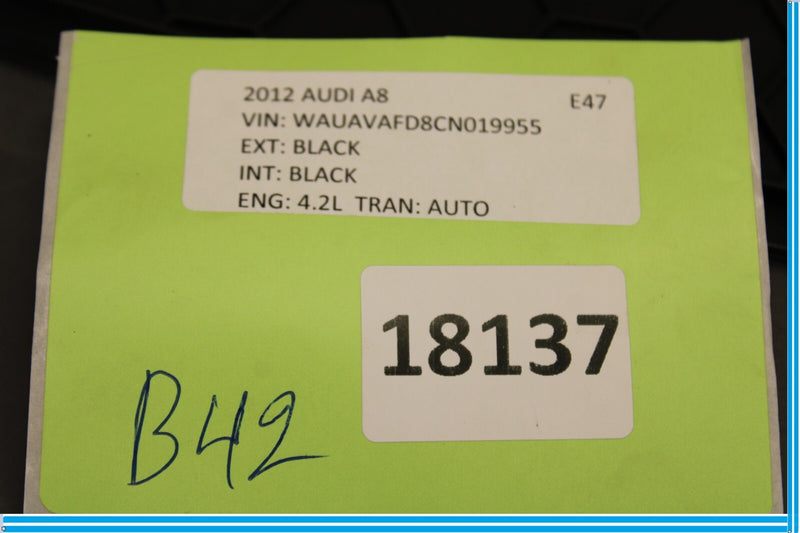 2012 AUDI A8 E47
VIN: WAUAVAFD8CN019955
EXT: BLACK
INT: BLACK
ENG: 4.2L TRAN: AUTO
18137
B42